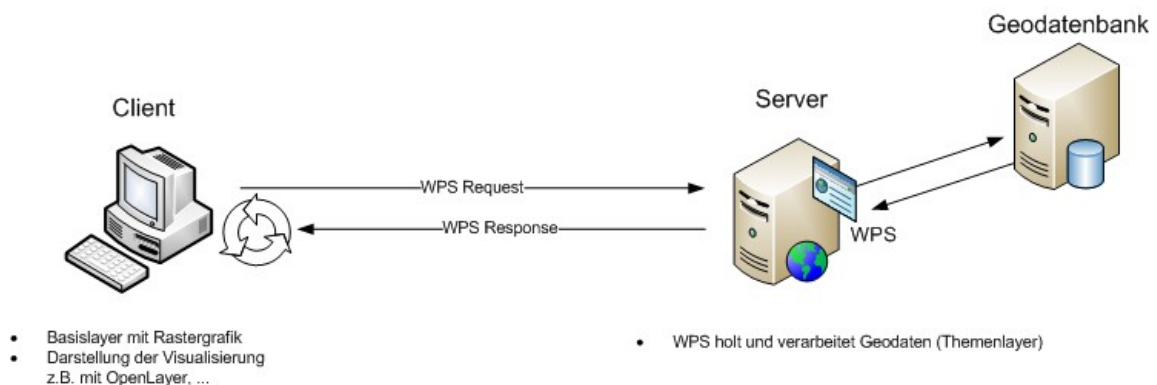 Geodatenbank
Client
Server
WPS Request
WPS Response
WPS
• Basislayer mit Rastergrafik
• Darstellung der Visualisierung
z.B. mit OpenLayer, ...
• WPS holt und verarbeitet Geodaten (Themenlayer)